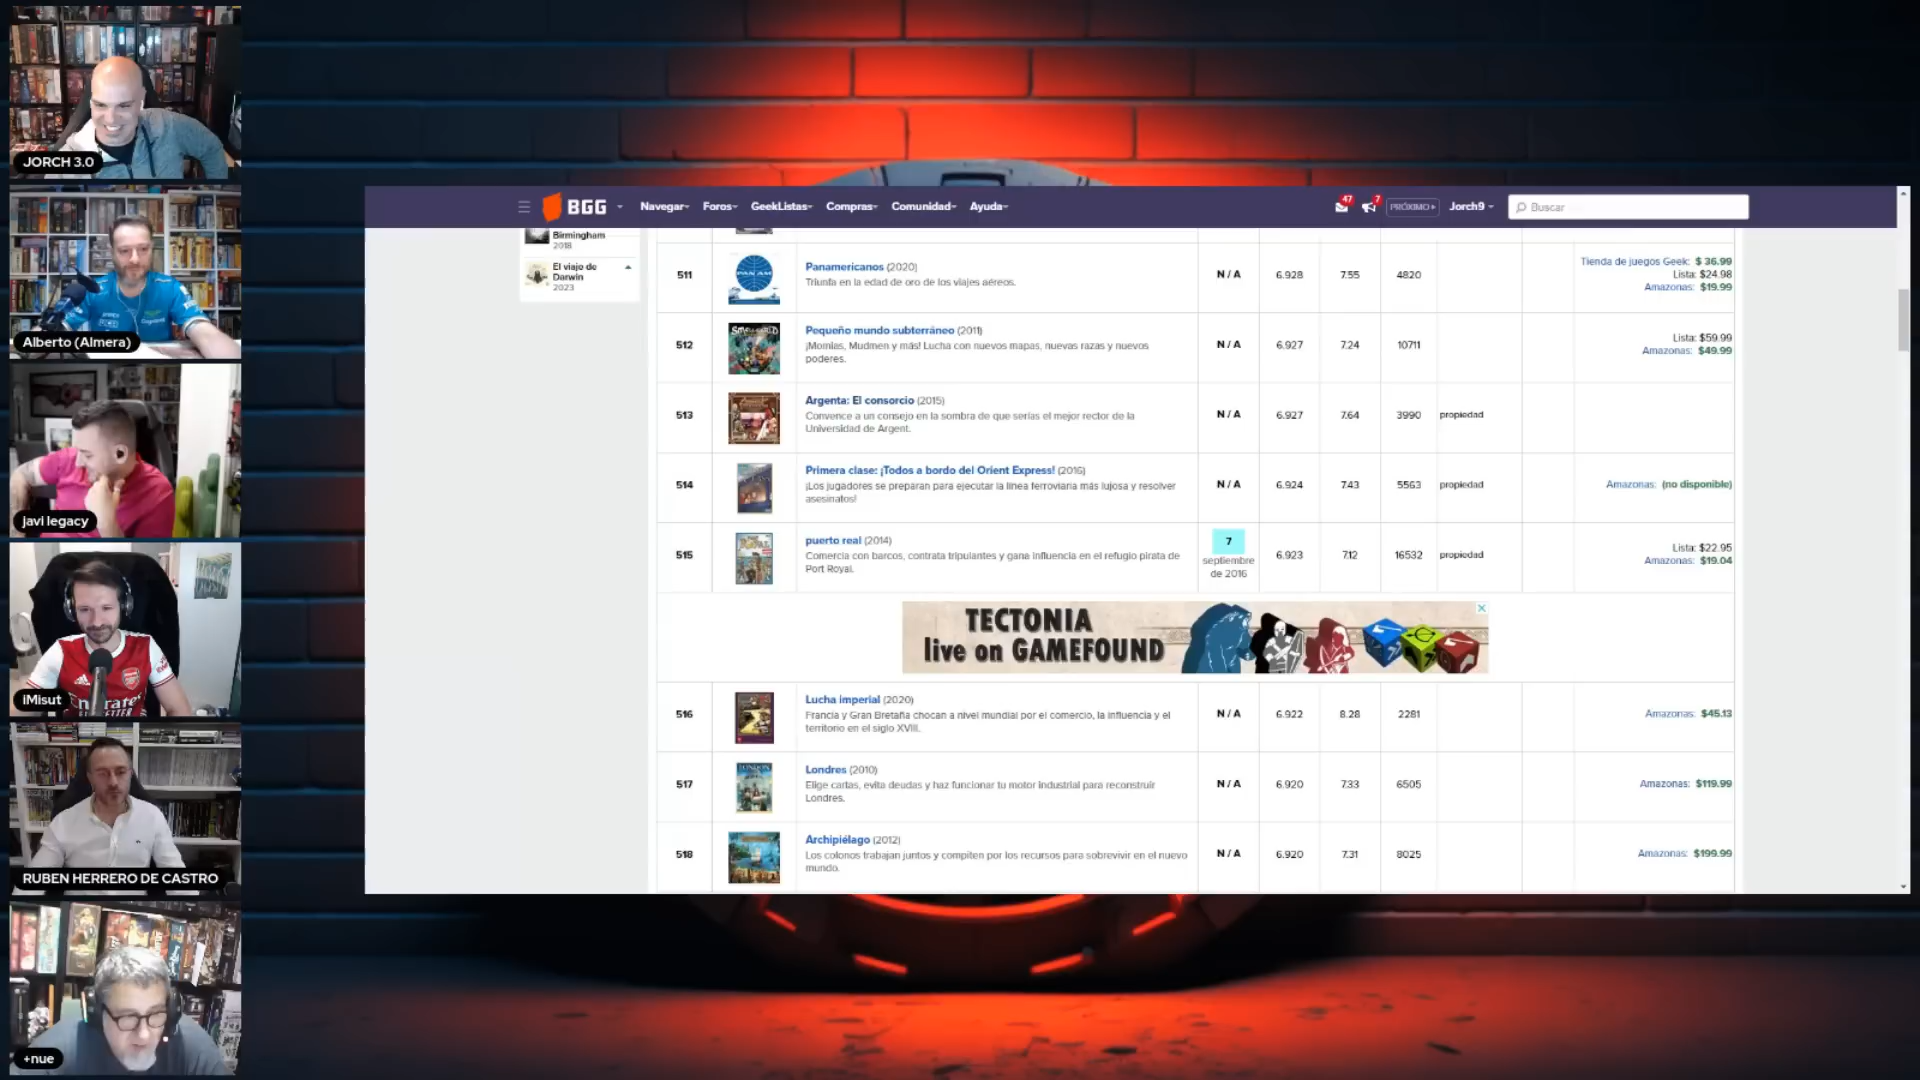 JORCH 3.0
Alberto (Almera)
javi legacy
iMisut
RUBEN HERRERO DE CASTRO
+nue
BGG
Navegar
Foros
GeekListas
Compras
Comunidad
Ayuda
47
7
PRÓXIMO
Jorch9
Buscar
Birmingham
2018
El viaje de
Darwin
2023
511
PAN AM
Panamericanos (2020)
Triunfa en la edad de oro de los viajes aéreos.
N/A
6.928
7.55
4820
Tienda de juegos Geek: $ 36.99
Lista: $24.98
Amazonas: $19.99
512
Pequeño mundo subterráneo (2011)
¡Momias, Mudmen y más! Lucha con nuevos mapas, nuevas razas y nuevos
poderes.
N/A
6.927
7.24
10711
Lista: $59.99
Amazonas: $49.99
513
Argenta: El consorcio (2015)
Convence a un consejo en la sombra de que serías el mejor rector de la
Universidad de Argent.
N/A
6.927
7.64
3990
propiedad
514
Primera clase: ¡Todos a bordo del Orient Express! (2016)
¡Los jugadores se preparan para ejecutar la línea ferroviaria más lujosa y resolver
asesinatos!
N/A
6.924
7.43
5563
propiedad
Amazonas: (no disponible)
515
puerto real (2014)
Comercia con barcos, contrata tripulantes y gana influencia en el refugio pirata de
Port Royal.
7
septiembre
de 2016
6.923
7.12
16532
propiedad
Lista: $22.95
Amazonas: $19.04
TECTONIA
live on GAMEFOUND
516
Lucha imperial (2020)
Francia y Gran Bretaña chocan a nivel mundial por el comercio, la influencia y el
territorio en el siglo XVIII.
N/A
6.922
8.28
2281
Amazonas: $45.13
517
LONDON
Londres (2010)
Elige cartas, evita deudas y haz funcionar tu motor industrial para reconstruir
Londres.
N/A
6.920
7.33
6505
Amazonas: $119.99
518
Archipiélago (2012)
Los colonos trabajan juntos y compiten por los recursos para sobrevivir en el nuevo
mundo.
N/A
6.920
7.31
8025
Amazonas: $199.99